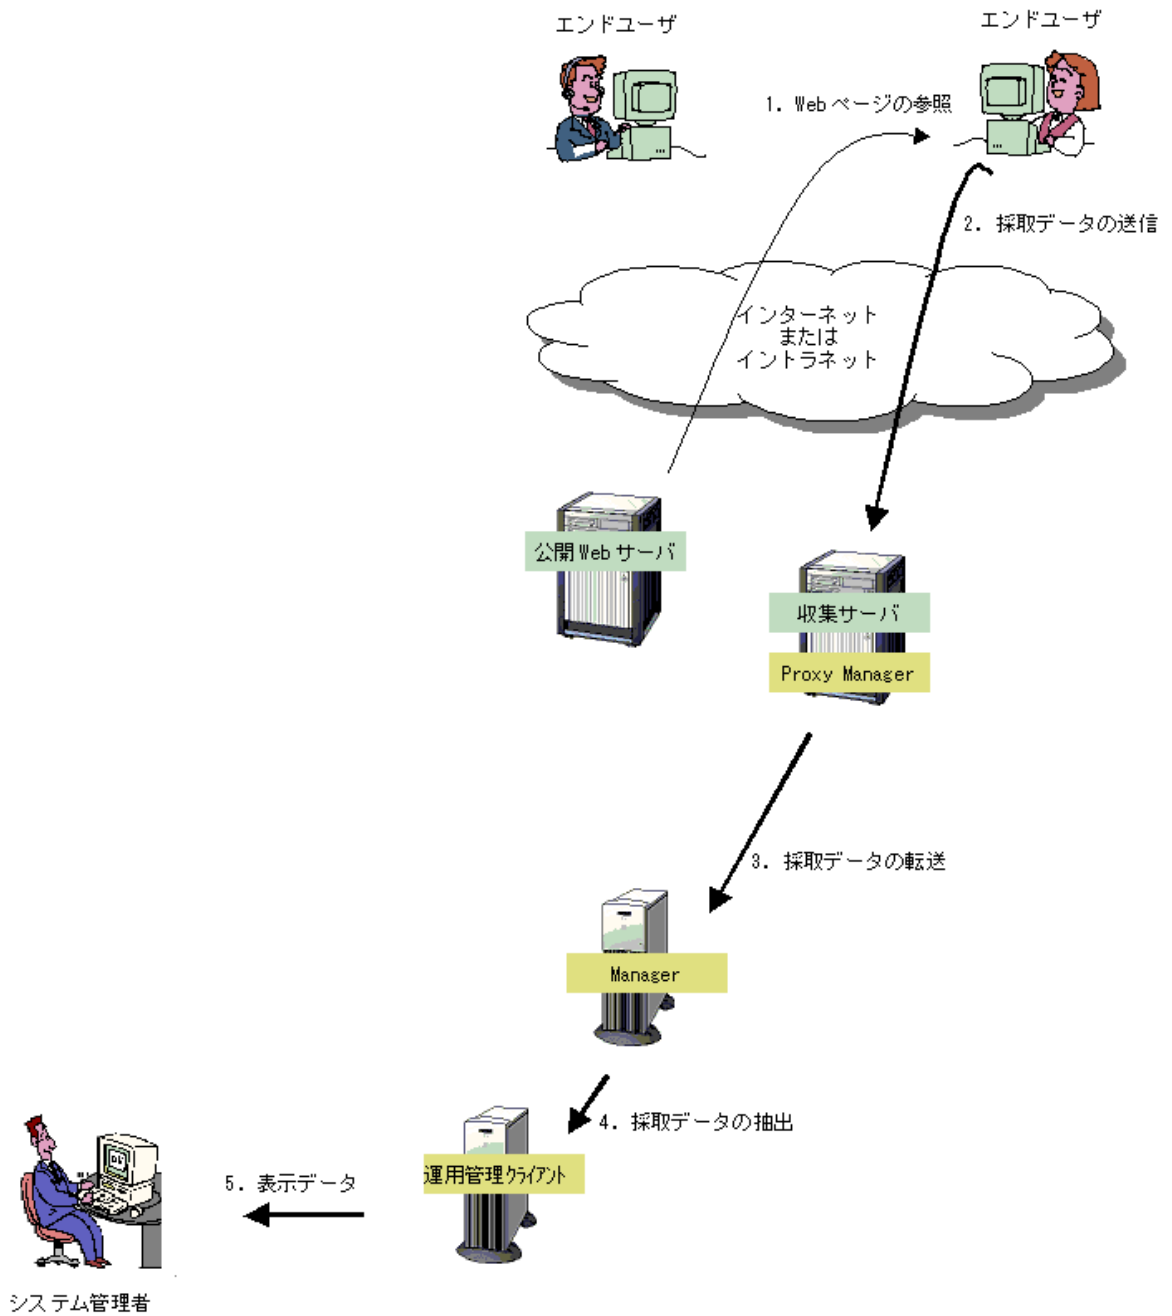 エンドユーザ
エンドユーザ
1. Webページの参照
2. 採取データの送信
インターネット
または
イントラネット
公開Webサーバ
収集サーバ
Proxy Manager
3. 採取データの転送
Manager
4. 採取データの抽出
運用管理クライアント
5. 表示データ
システム管理者